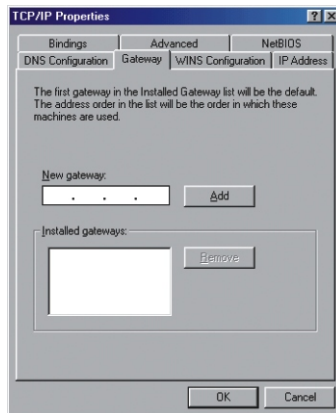 TCP/IP Properties
Bindings Advanced NetBIOS
DNS Configuration Gateway WINS Configuration IP Address
The first gateway in the Installed Gateway list will be the default.
The address order in the list will be the order in which these
machines are used.
New gateway:
. . . Add
Installed gateways:
Remove
OK Cancel